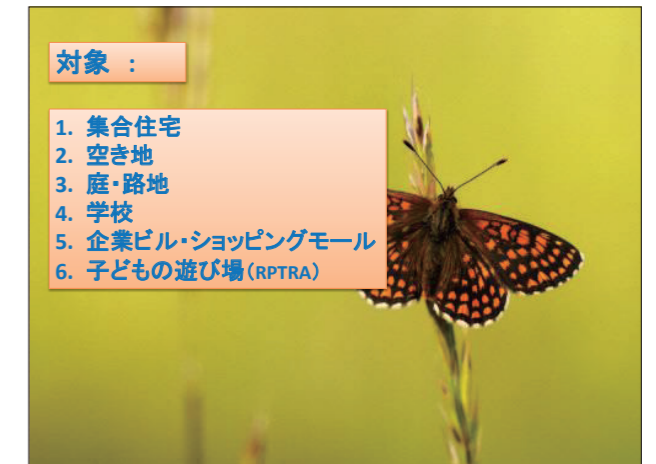 対象 :
1. 集合住宅
2. 空き地
3. 庭・路地
4. 学校
5. 企業ビル・ショッピングモール
6. 子どもの遊び場(RPTRA)